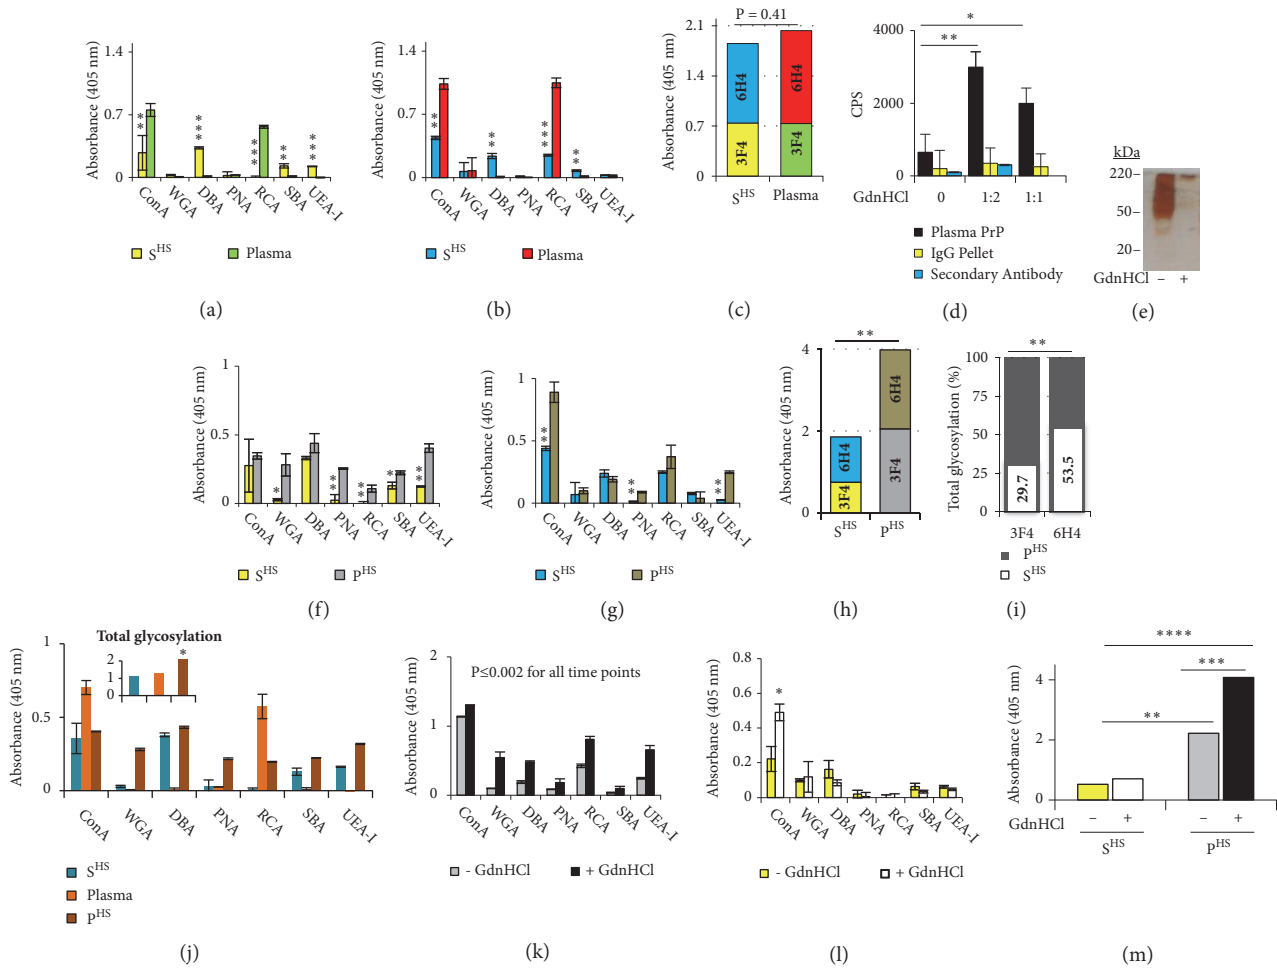 Absorbance (405 nm)
1.4
0.7
0
**
***
***
**
***
ConA
WGA
DBA
PNA
RCA
SBA
UEA-I
S^HS
Plasma
(a)
Absorbance (405 nm)
1.4
0.7
0
**
**
***
**
ConA
WGA
DBA
PNA
RCA
SBA
UEA-I
S^HS
Plasma
(b)
P = 0.41
Absorbance (405 nm)
2.1
1.4
0.7
0
6H4
3F4
6H4
3F4
S^HS
Plasma
(c)
*
**
CPS
4000
2000
0
GdnHCl 0 1:2 1:1
Plasma PrP
IgG Pellet
Secondary Antibody
(d)
kDa
220
50
20
GdnHCl − +
(e)
Absorbance (405 nm)
1
0.5
0
*
**
**
**
**
ConA
WGA
DBA
PNA
RCA
SBA
UEA-I
S^HS
P^HS
(f)
Absorbance (405 nm)
1
0.5
0
**
**
**
ConA
WGA
DBA
PNA
RCA
SBA
UEA-I
S^HS
P^HS
(g)
**
Absorbance (405 nm)
4
2
0
6H4
3F4
6H4
3F4
S^HS
P^HS
(h)
**
Total glycosylation (%)
100
75
50
25
0
29.7
53.5
3F4 6H4
P^HS
S^HS
(i)
Absorbance (405 nm)
1
0.5
0
Total glycosylation
*
2
1
0
ConA
WGA
DBA
PNA
RCA
SBA
UEA-I
S^HS
Plasma
P^HS
(j)
Absorbance (405 nm)
2
1
0
P≤0.002 for all time points
ConA
WGA
DBA
PNA
RCA
SBA
UEA-I
- GdnHCl
+ GdnHCl
(k)
Absorbance (405 nm)
0.8
0.6
0.4
0.2
0
*
ConA
WGA
DBA
PNA
RCA
SBA
UEA-I
- GdnHCl
+ GdnHCl
(l)
****
***
**
Absorbance (405 nm)
4
2
0
GdnHCl − + − +
S^HS
P^HS
(m)